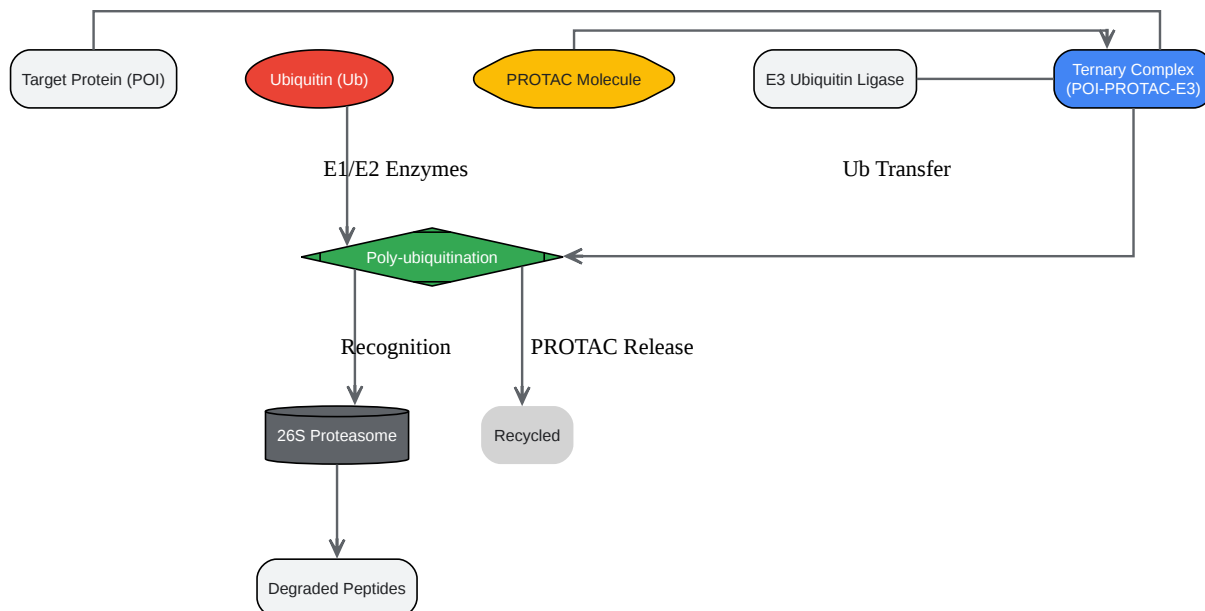 Target Protein (POI)
Ubiquitin (Ub)
PROTAC Molecule
E3 Ubiquitin Ligase
Ternary Complex
(POI-PROTAC-E3)
E1/E2 Enzymes
Ub Transfer
Poly-ubiquitination
Recognition
PROTAC Release
26S Proteasome
Recycled
Degraded Peptides